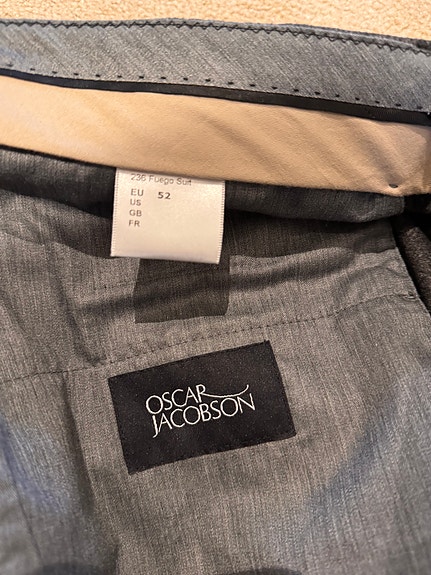 236 Fuego Suit
EU 52
US
GB
FR
OSCAR
JACOBSON